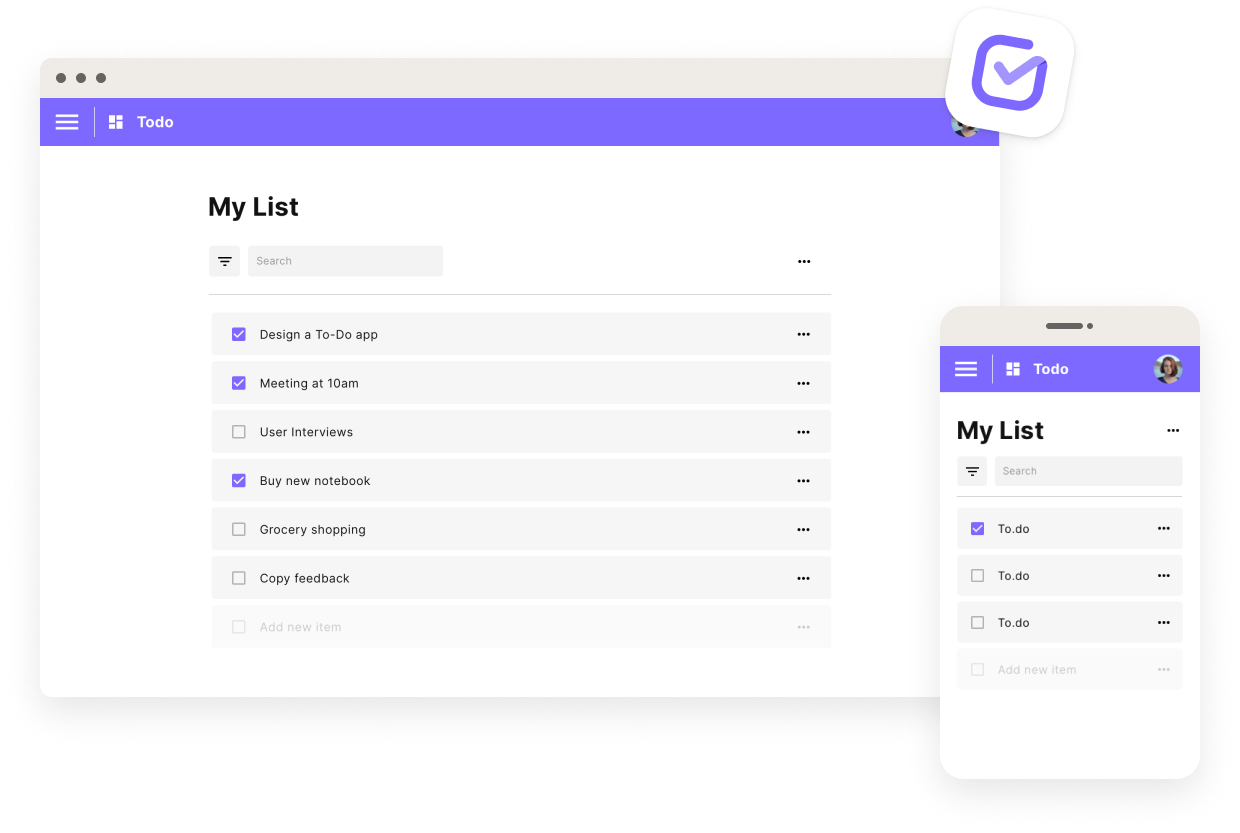 Todo
My List
Search
Design a To-Do app
Meeting at 10am
User Interviews
Buy new notebook
Grocery shopping
Copy feedback
Add new item
Todo
My List
Search
To.do
To.do
To.do
Add new item